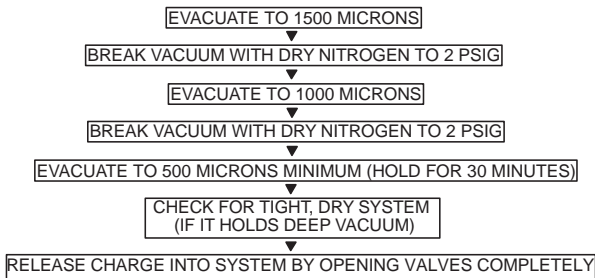 EVACUATE TO 1500 MICRONS
BREAK VACUUM WITH DRY NITROGEN TO 2 PSIG
EVACUATE TO 1000 MICRONS
BREAK VACUUM WITH DRY NITROGEN TO 2 PSIG
EVACUATE TO 500 MICRONS MINIMUM (HOLD FOR 30 MINUTES)
CHECK FOR TIGHT, DRY SYSTEM
(IF IT HOLDS DEEP VACUUM)
RELEASE CHARGE INTO SYSTEM BY OPENING VALVES COMPLETELY